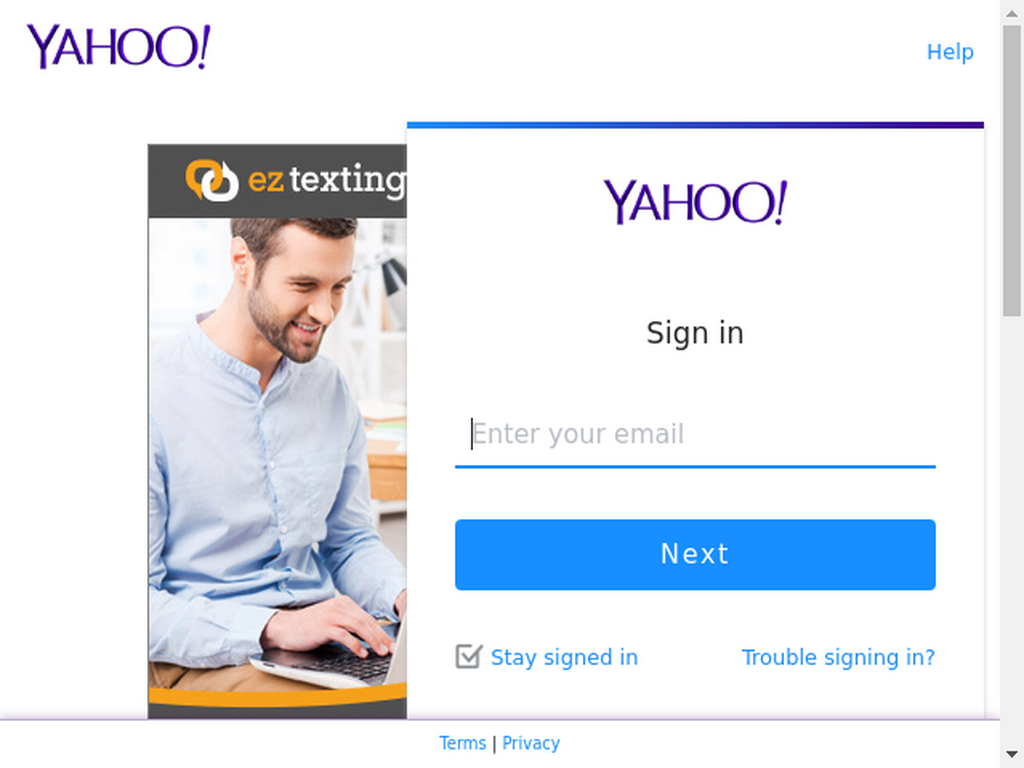 YAHOO!
Help
ez texting
YAHOO!
Sign in
Enter your email
Next
Stay signed in
Trouble signing in?
Terms | Privacy